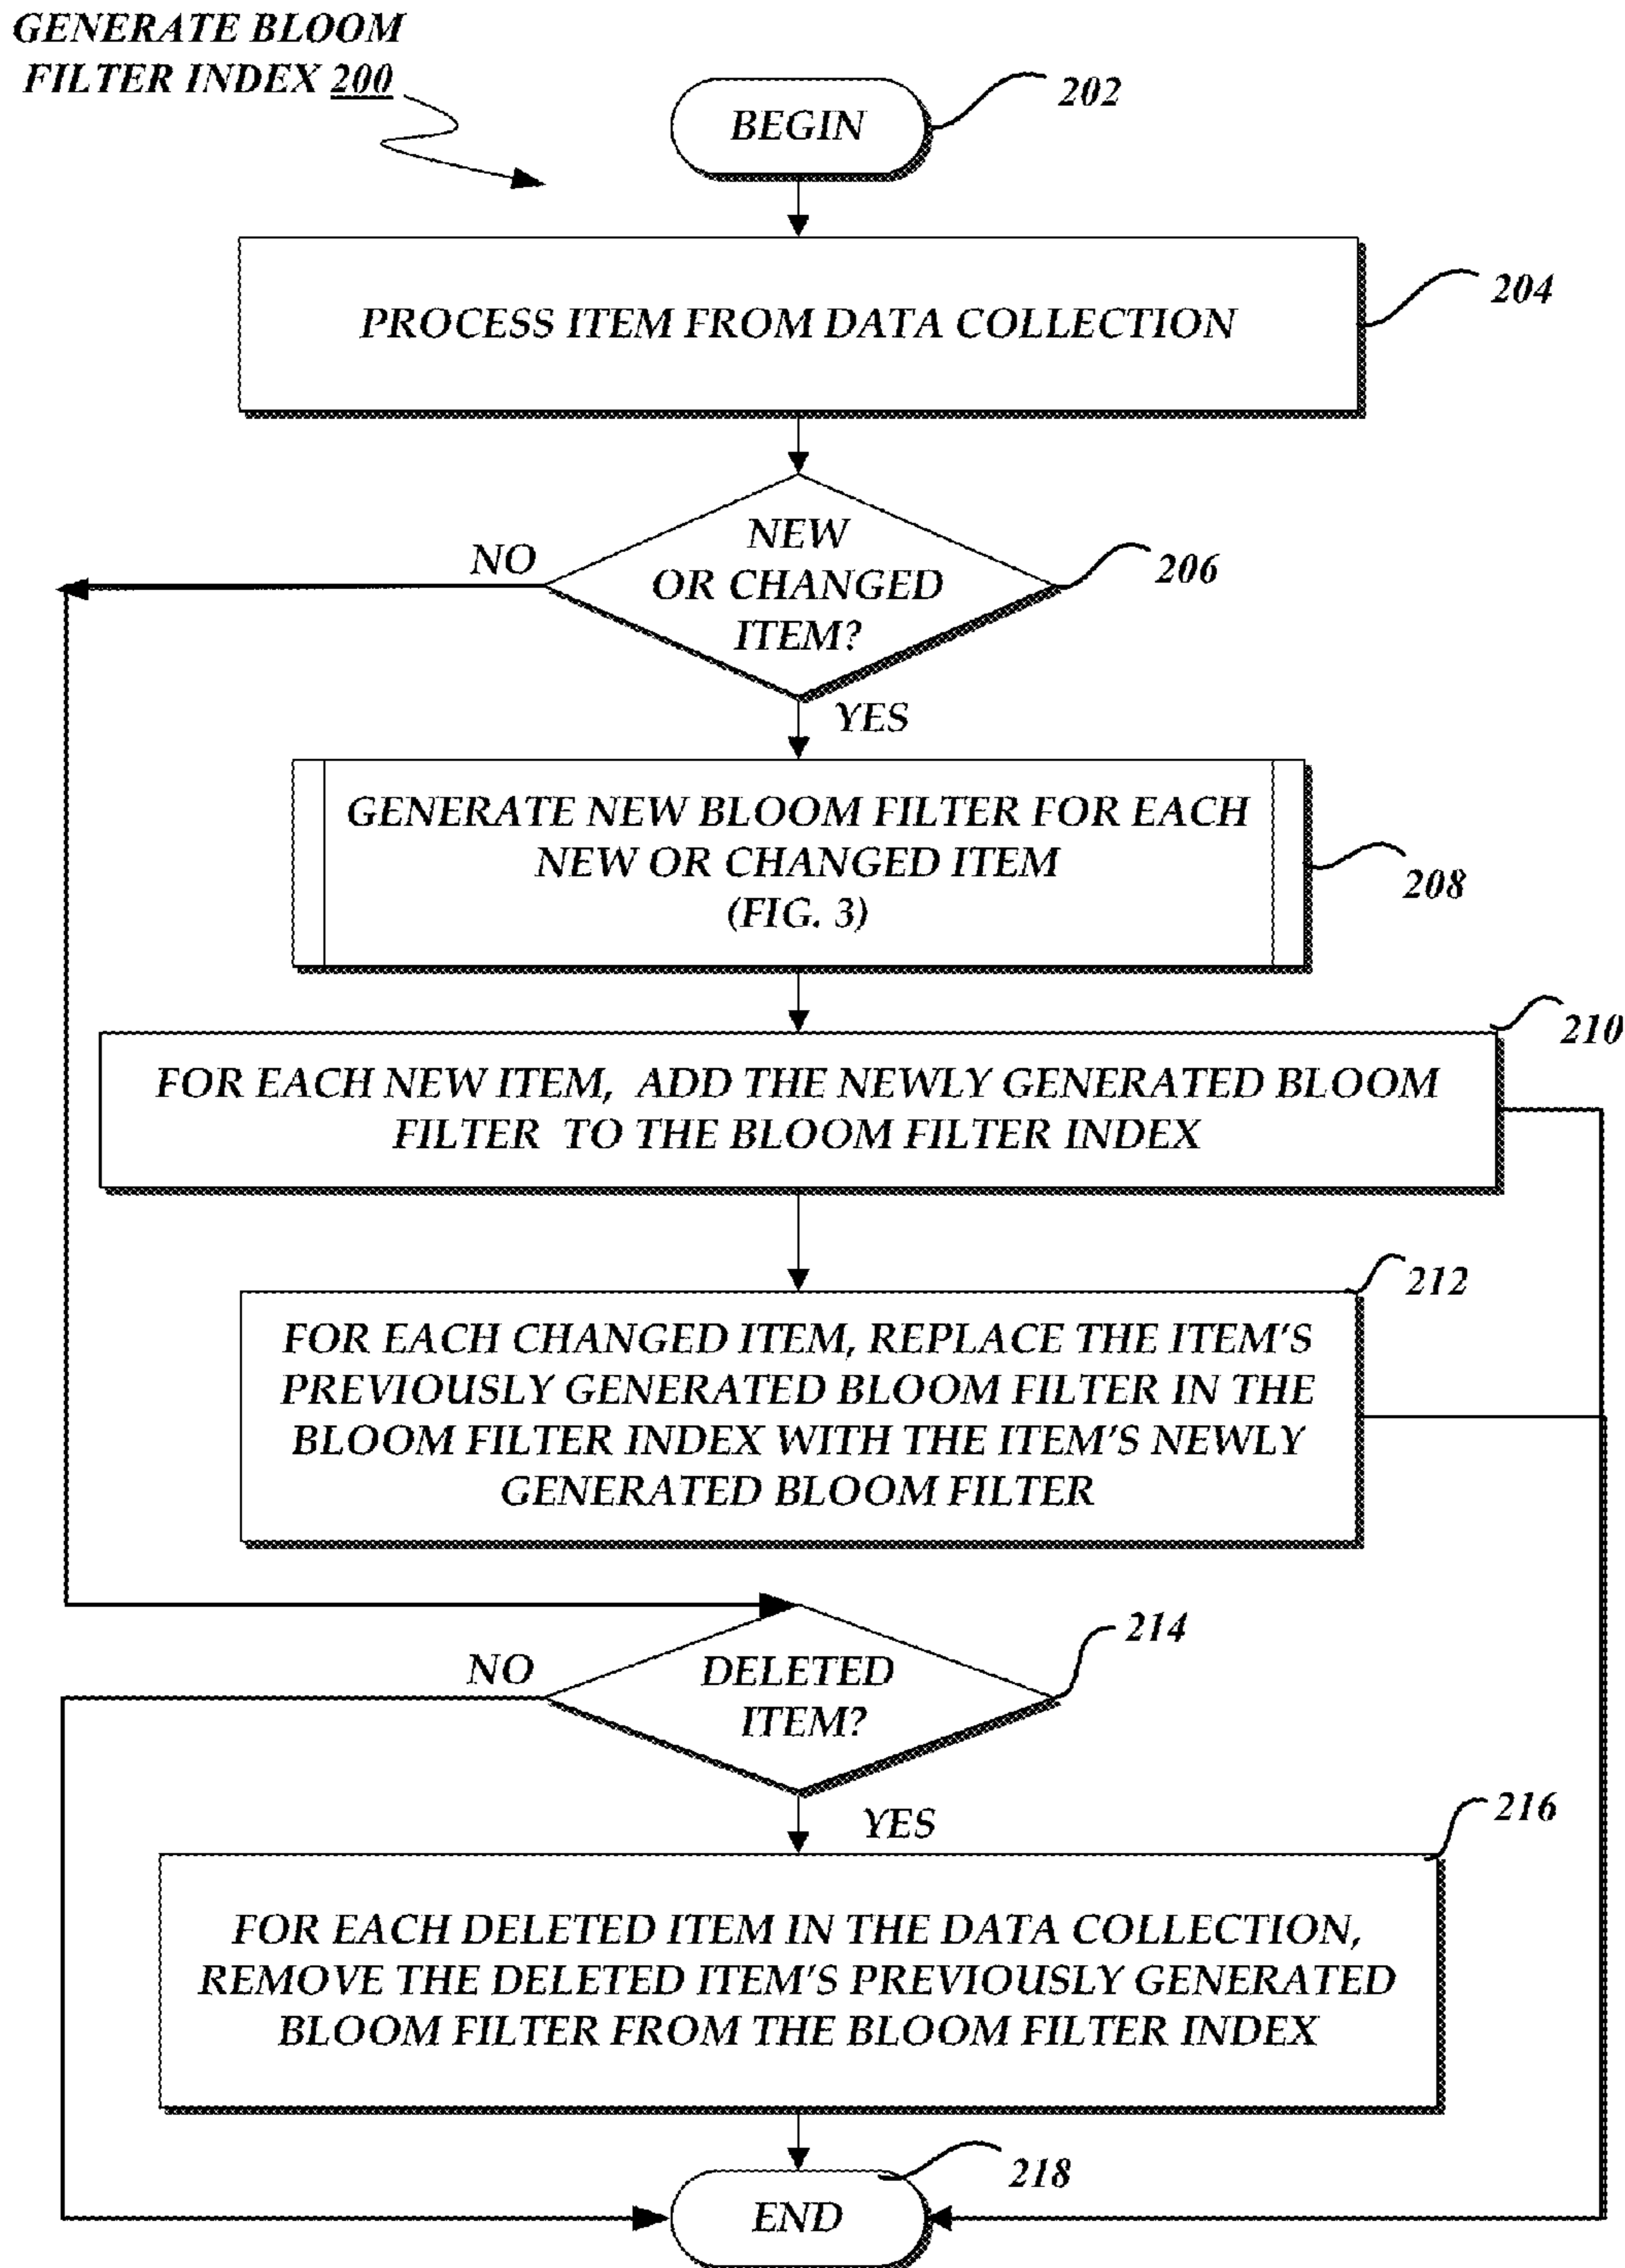 GENERATE BLOOM
FILTER INDEX 200
BEGIN
202
PROCESS ITEM FROM DATA COLLECTION
204
NEW
OR CHANGED
ITEM?
206
NO
YES
GENERATE NEW BLOOM FILTER FOR EACH
NEW OR CHANGED ITEM
(FIG. 3)
208
FOR EACH NEW ITEM, ADD THE NEWLY GENERATED BLOOM
FILTER TO THE BLOOM FILTER INDEX
210
FOR EACH CHANGED ITEM, REPLACE THE ITEM'S
PREVIOUSLY GENERATED BLOOM FILTER IN THE
BLOOM FILTER INDEX WITH THE ITEM'S NEWLY
GENERATED BLOOM FILTER
212
DELETED
ITEM?
214
NO
YES
FOR EACH DELETED ITEM IN THE DATA COLLECTION,
REMOVE THE DELETED ITEM'S PREVIOUSLY GENERATED
BLOOM FILTER FROM THE BLOOM FILTER INDEX
216
END
218